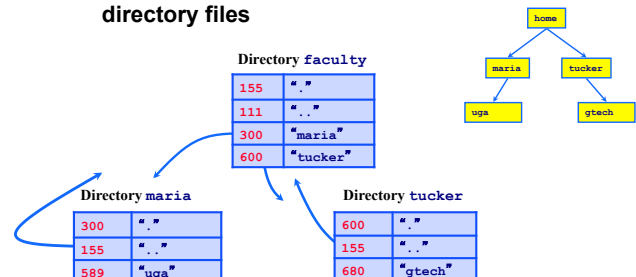 directory files
home
maria tucker
uga gtech
Directory faculty
155 “.”
111 “..”
300 “maria”
600 “tucker”
Directory maria
300 “.”
155 “..”
589 “uga”
Directory tucker
600 “.”
155 “..”
680 “gtech”